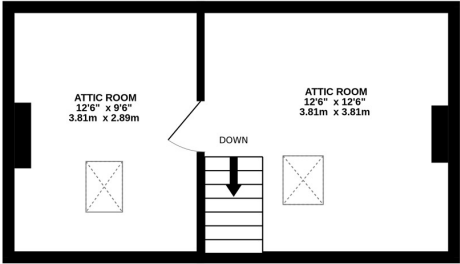 ATTIC ROOM
12'6" x 9'6"
3.81m x 2.89m
ATTIC ROOM
12'6" x 12'6"
3.81m x 3.81m
DOWN